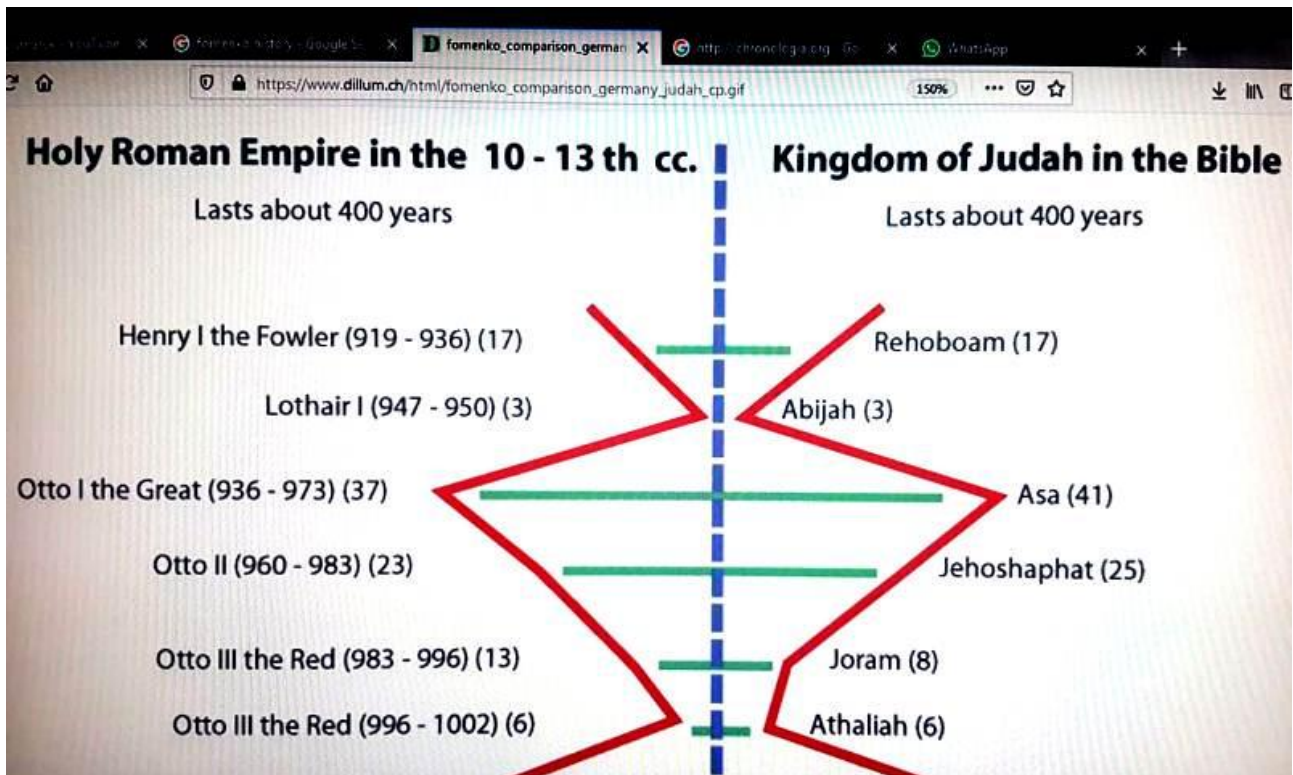 fomenko_comparison_german
WhatsApp
https://www.dillum.ch/html/fomenko_comparison_germany_judah_cp.gif
150%
Holy Roman Empire in the 10 - 13 th cc.
Kingdom of Judah in the Bible
Lasts about 400 years
Lasts about 400 years
Henry I the Fowler (919 - 936) (17)
Rehoboam (17)
Lothair I (947 - 950) (3)
Abijah (3)
Otto I the Great (936 - 973) (37)
Asa (41)
Otto II (960 - 983) (23)
Jehoshaphat (25)
Otto III the Red (983 - 996) (13)
Joram (8)
Otto III the Red (996 - 1002) (6)
Athaliah (6)